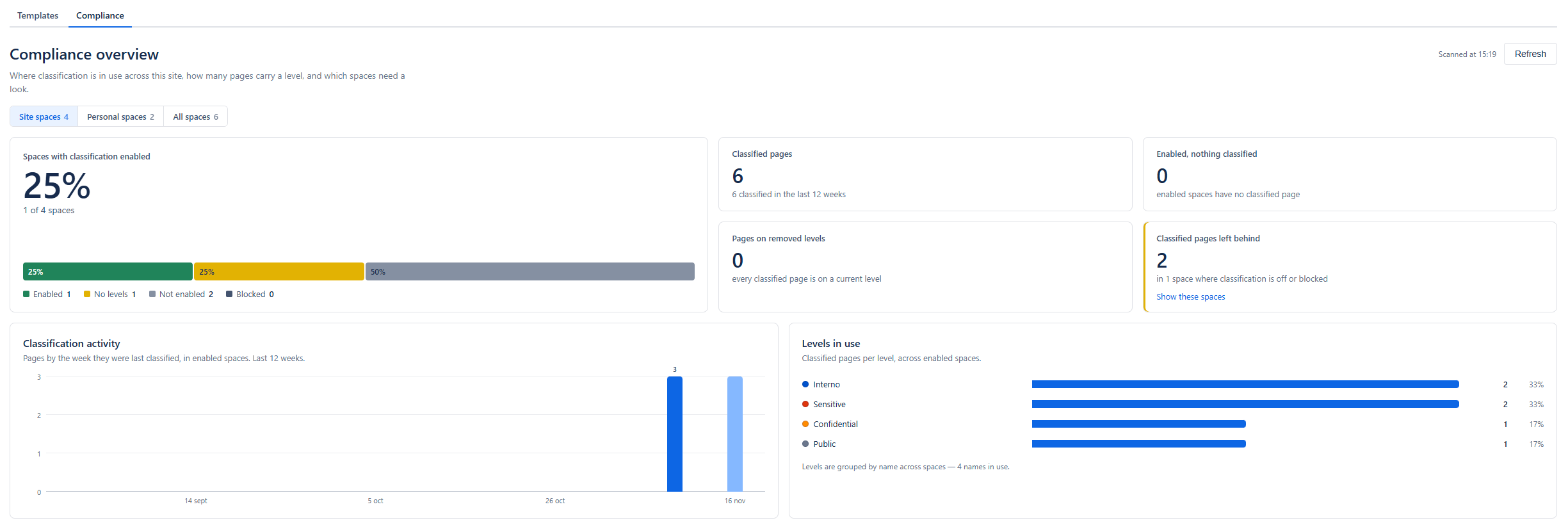 Templates Compliance
Compliance overview
Scanned at 15:19 Refresh
Where classification is in use across this site, how many pages carry a level, and which spaces need a
look.
Site spaces 4 Personal spaces 2 All spaces 6
Spaces with classification enabled
25%
1 of 4 spaces
25% 25% 50%
Enabled 1 No levels 1 Not enabled 2 Blocked 0
Classified pages
6
6 classified in the last 12 weeks
Enabled, nothing classified
0
enabled spaces have no classified page
Pages on removed levels
0
every classified page is on a current level
Classified pages left behind
2
in 1 space where classification is off or blocked
Show these spaces
Classification activity
Pages by the week they were last classified, in enabled spaces. Last 12 weeks.
3
3
2
1
0
14 sept 5 oct 26 oct 16 nov
Levels in use
Classified pages per level, across enabled spaces.
Interno 2 33%
Sensitive 2 33%
Confidential 1 17%
Public 1 17%
Levels are grouped by name across spaces — 4 names in use.